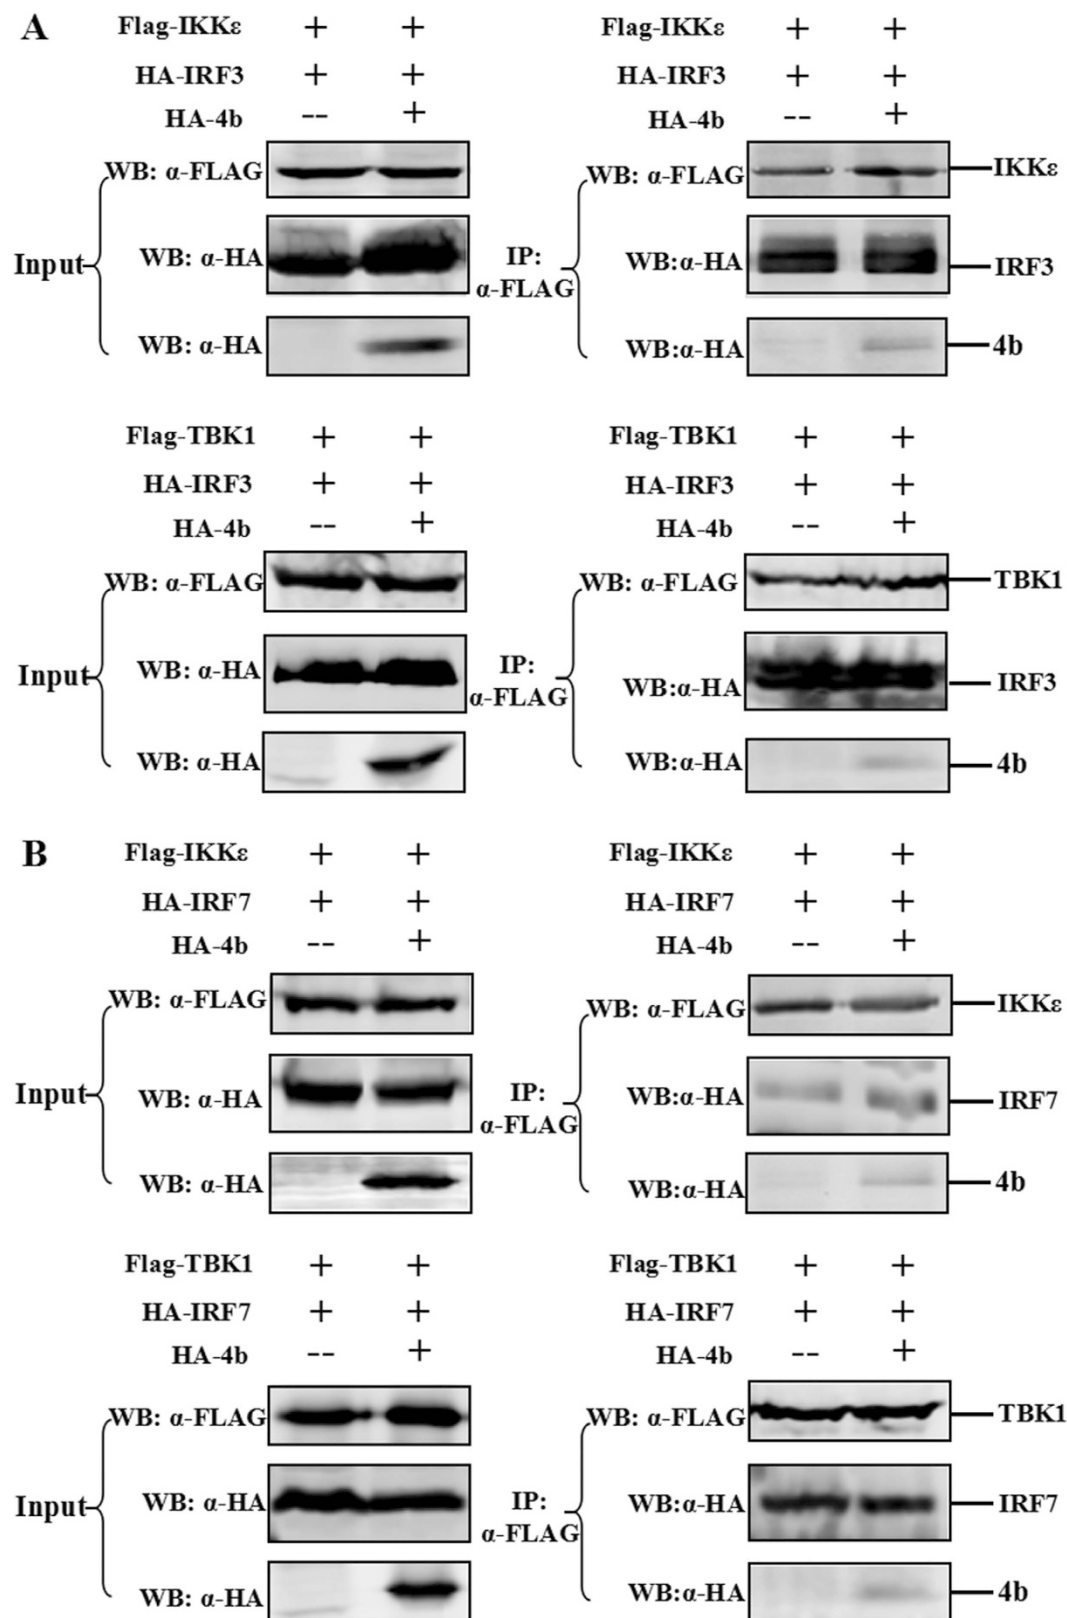 A
Flag-IKKε + +
HA-IRF3 + +
HA-4b -- +
WB: α-FLAG
Input
WB: α-HA
WB: α-HA
Flag-IKKε + +
HA-IRF3 + +
HA-4b -- +
WB: α-FLAG
IKKε
IP:
α-FLAG
WB:α-HA
IRF3
WB:α-HA
4b
Flag-TBK1 + +
HA-IRF3 + +
HA-4b -- +
WB: α-FLAG
Input
WB: α-HA
WB: α-HA
Flag-TBK1 + +
HA-IRF3 + +
HA-4b -- +
WB: α-FLAG
TBK1
IP:
α-FLAG
WB:α-HA
IRF3
WB:α-HA
4b
B
Flag-IKKε + +
HA-IRF7 + +
HA-4b -- +
WB: α-FLAG
Input
WB: α-HA
WB: α-HA
Flag-IKKε + +
HA-IRF7 + +
HA-4b -- +
WB: α-FLAG
IKKε
IP:
α-FLAG
WB:α-HA
IRF7
WB:α-HA
4b
Flag-TBK1 + +
HA-IRF7 + +
HA-4b -- +
WB: α-FLAG
Input
WB: α-HA
WB: α-HA
Flag-TBK1 + +
HA-IRF7 + +
HA-4b -- +
WB: α-FLAG
TBK1
IP:
α-FLAG
WB:α-HA
IRF7
WB:α-HA
4b